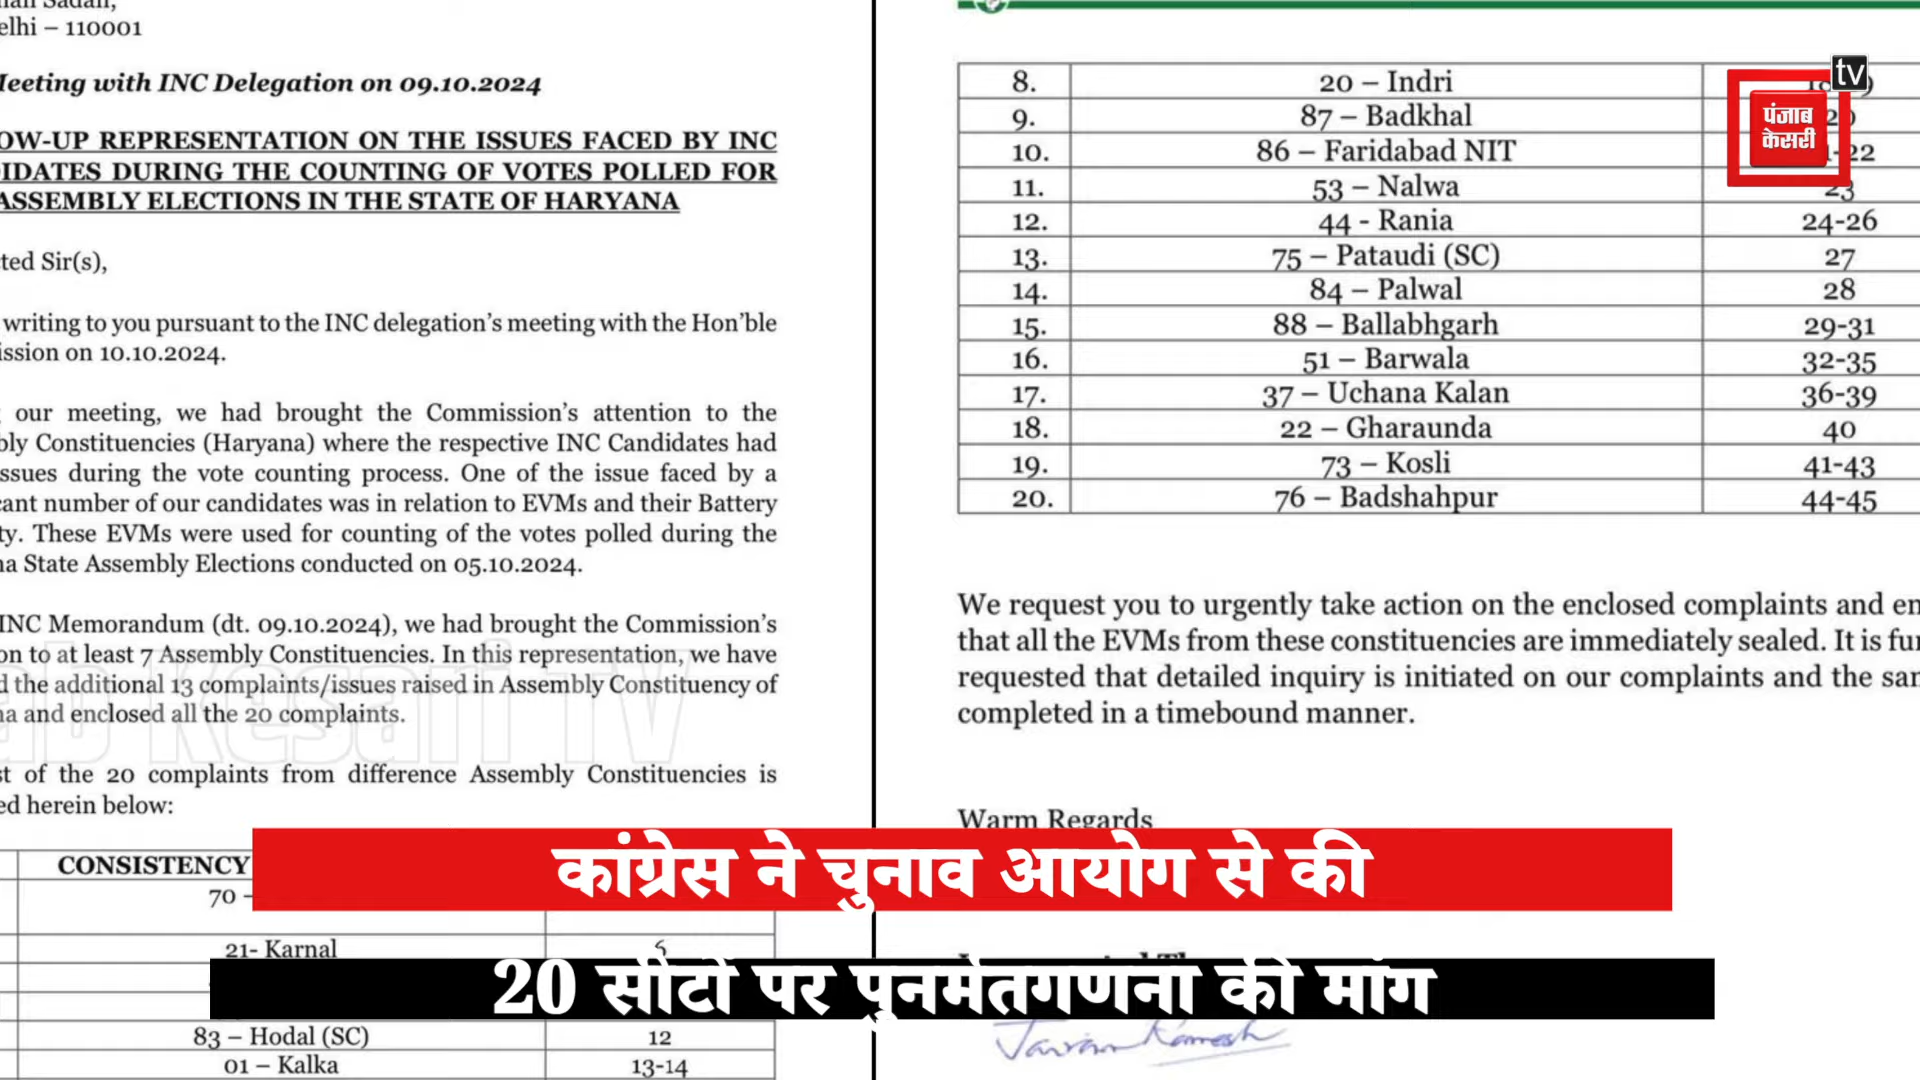 elhi – 110001
Meeting with INC Delegation on 09.10.2024
OW-UP REPRESENTATION ON THE ISSUES FACED BY INC
DIDATES DURING THE COUNTING OF VOTES POLLED FOR
ASSEMBLY ELECTIONS IN THE STATE OF HARYANA
ted Sir(s),
writing to you pursuant to the INC delegation's meeting with the Hon'ble
ission on 10.10.2024.
our meeting, we had brought the Commission's attention to the
bly Constituencies (Haryana) where the respective INC Candidates had
issues during the vote counting process. One of the issue faced by a
cant number of our candidates was in relation to EVMs and their Battery
ty. These EVMs were used for counting of the votes polled during the
na State Assembly Elections conducted on 05.10.2024.
INC Memorandum (dt. 09.10.2024), we had brought the Commission's
on to at least 7 Assembly Constituencies. In this representation, we have
d the additional 13 complaints/issues raised in Assembly Constituency of
na and enclosed all the 20 complaints.
st of the 20 complaints from difference Assembly Constituencies is
ed herein below:
CONSISTENCY
70 –
21- Karnal
83 – Hodal (SC) 12
01 – Kalka 13-14
8. 20 – Indri
9. 87 – Badkhal
10. 86 – Faridabad NIT
11. 53 – Nalwa 23
12. 44 - Rania 24-26
13. 75 – Pataudi (SC) 27
14. 84 – Palwal 28
15. 88 – Ballabhgarh 29-31
16. 51 – Barwala 32-35
17. 37 – Uchana Kalan 36-39
18. 22 – Gharaunda 40
19. 73 – Kosli 41-43
20. 76 – Badshahpur 44-45
We request you to urgently take action on the enclosed complaints and en
that all the EVMs from these constituencies are immediately sealed. It is fur
requested that detailed inquiry is initiated on our complaints and the sam
completed in a timebound manner.
Warm Regards
पंजाब
केसरी
tv
कांग्रेस ने चुनाव आयोग से की
20 सीटों पर पुनर्मतगणना की मांग
Jairam Ramesh